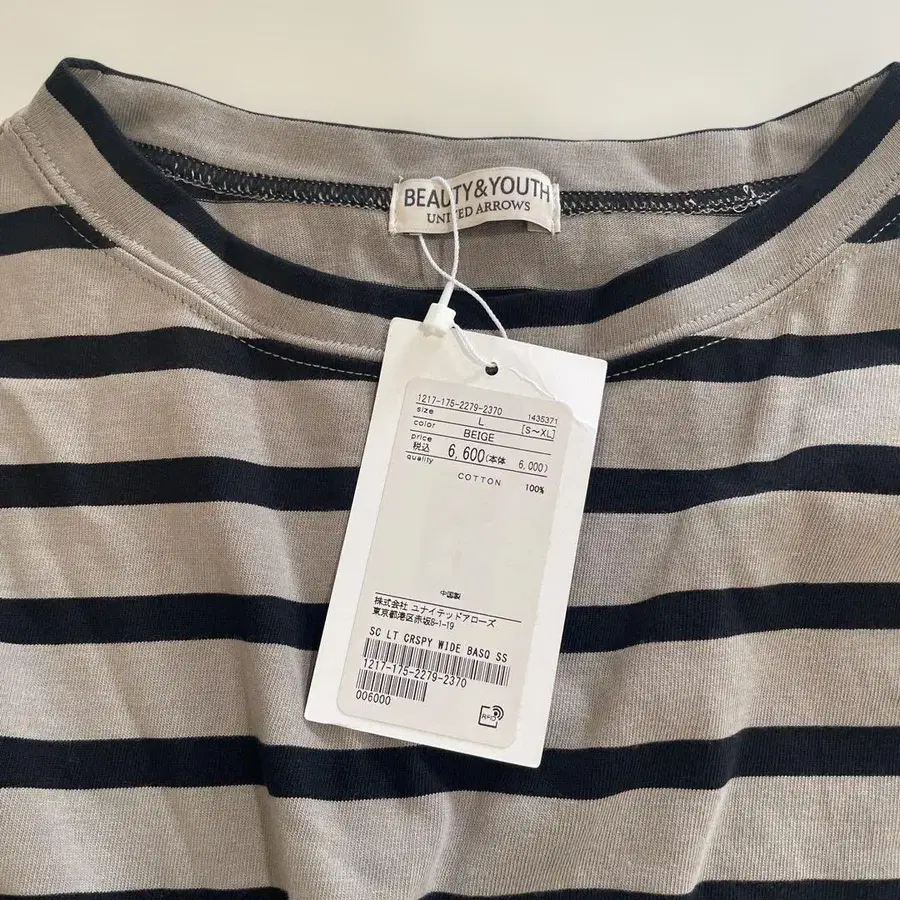 BEAUTY&YOUTH
UNITED ARROWS
1217-175-2279-2370 1435371
size L [S〜XL]
color BEIGE
price
税込 6,600(本体 6,000)
quality
COTTON 100%
中国製
株式会社 ユナイテッドアローズ
東京都港区赤坂8-1-19
SC LT CRSPY WIDE BASQ SS
1217-175-2279-2370
006000
RFID